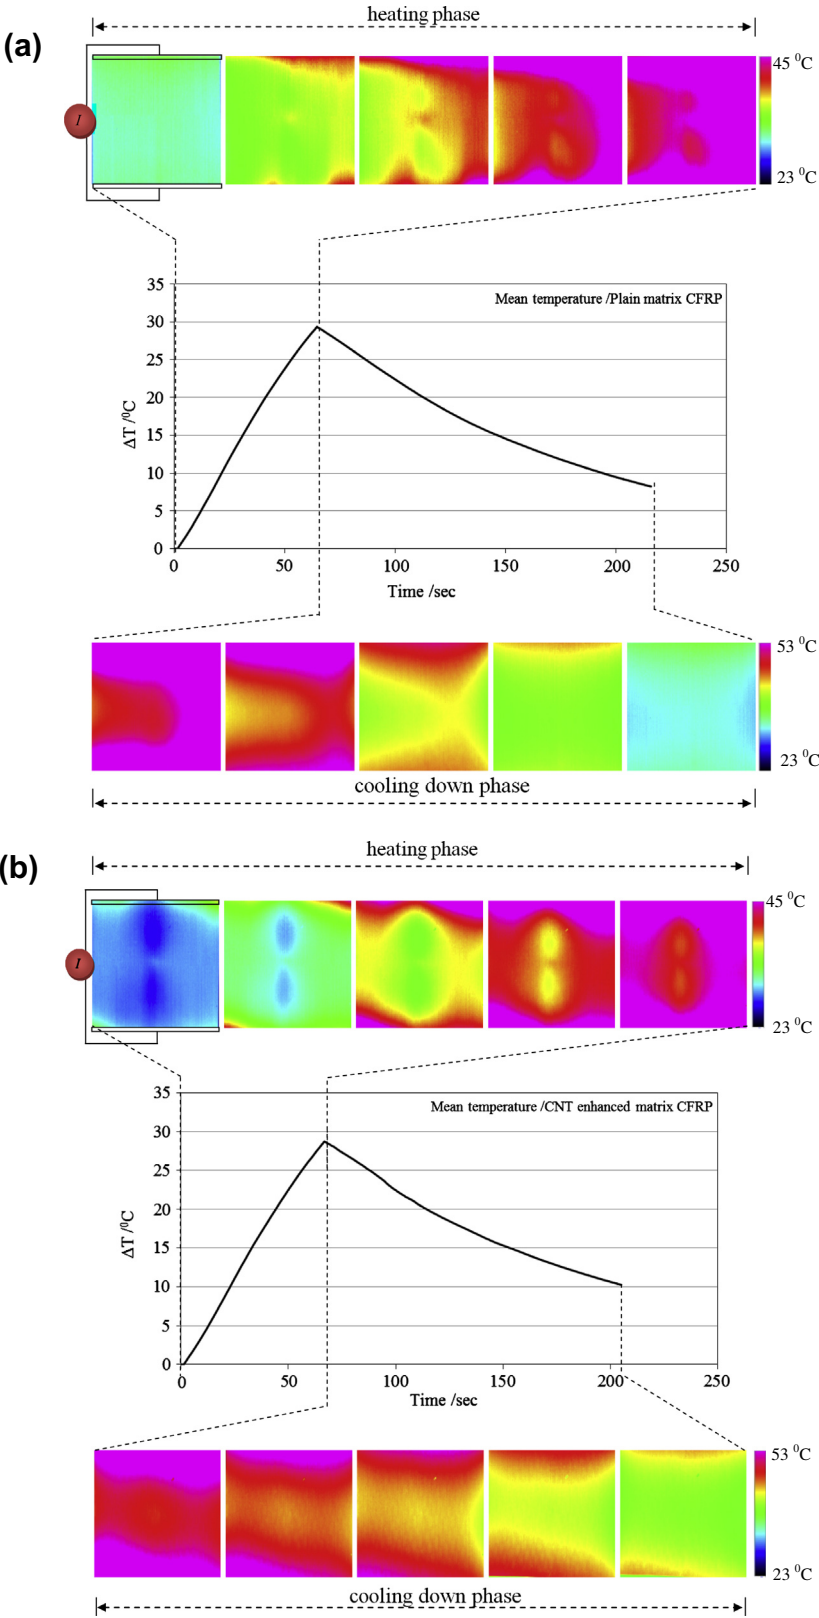 (a)
heating phase
I
45 ⁰C
23 ⁰C
35
Mean temperature /Plain matrix CFRP
30
25
20
15
10
5
0
ΔT /⁰C
0 50 100 150 200 250
Time /sec
53 ⁰C
23 ⁰C
cooling down phase
(b)
heating phase
I
45 ⁰C
23 ⁰C
35
Mean temperature /CNT enhanced matrix CFRP
30
25
20
15
10
5
0
ΔT /⁰C
0 50 100 150 200 250
Time /sec
53 ⁰C
23 ⁰C
cooling down phase